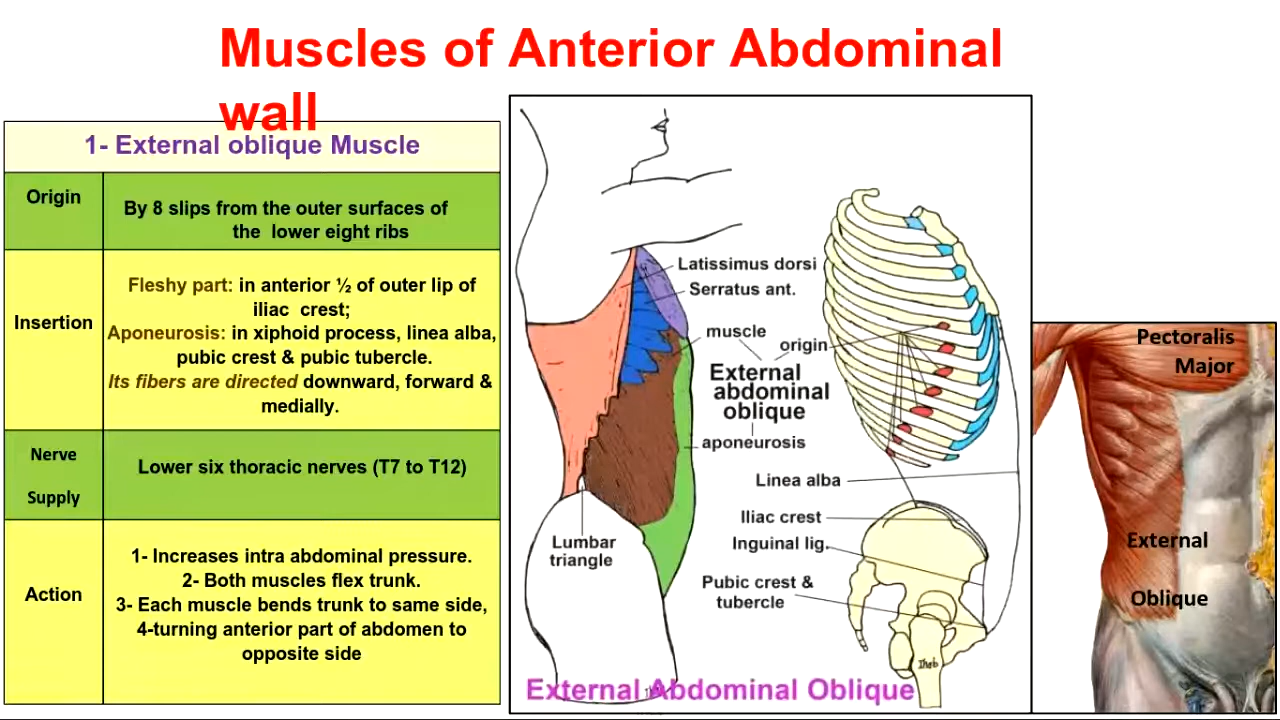 Muscles of Anterior Abdominal
wall
1- External oblique Muscle
Origin
By 8 slips from the outer surfaces of
the lower eight ribs
Insertion
Fleshy part: in anterior ½ of outer lip of
iliac crest;
Aponeurosis: in xiphoid process, linea alba,
pubic crest & pubic tubercle.
Its fibers are directed downward, forward &
medially.
Nerve
Supply
Lower six thoracic nerves (T7 to T12)
Action
1- Increases intra abdominal pressure.
2- Both muscles flex trunk.
3- Each muscle bends trunk to same side,
4-turning anterior part of abdomen to
opposite side
Latissimus dorsi
Serratus ant.
muscle
origin
External
abdominal
oblique
aponeurosis
Linea alba
Iliac crest
Inguinal lig.
Pubic crest &
tubercle
Lumbar
triangle
Iheb
External Abdominal Oblique
Pectoralis
Major
External
Oblique